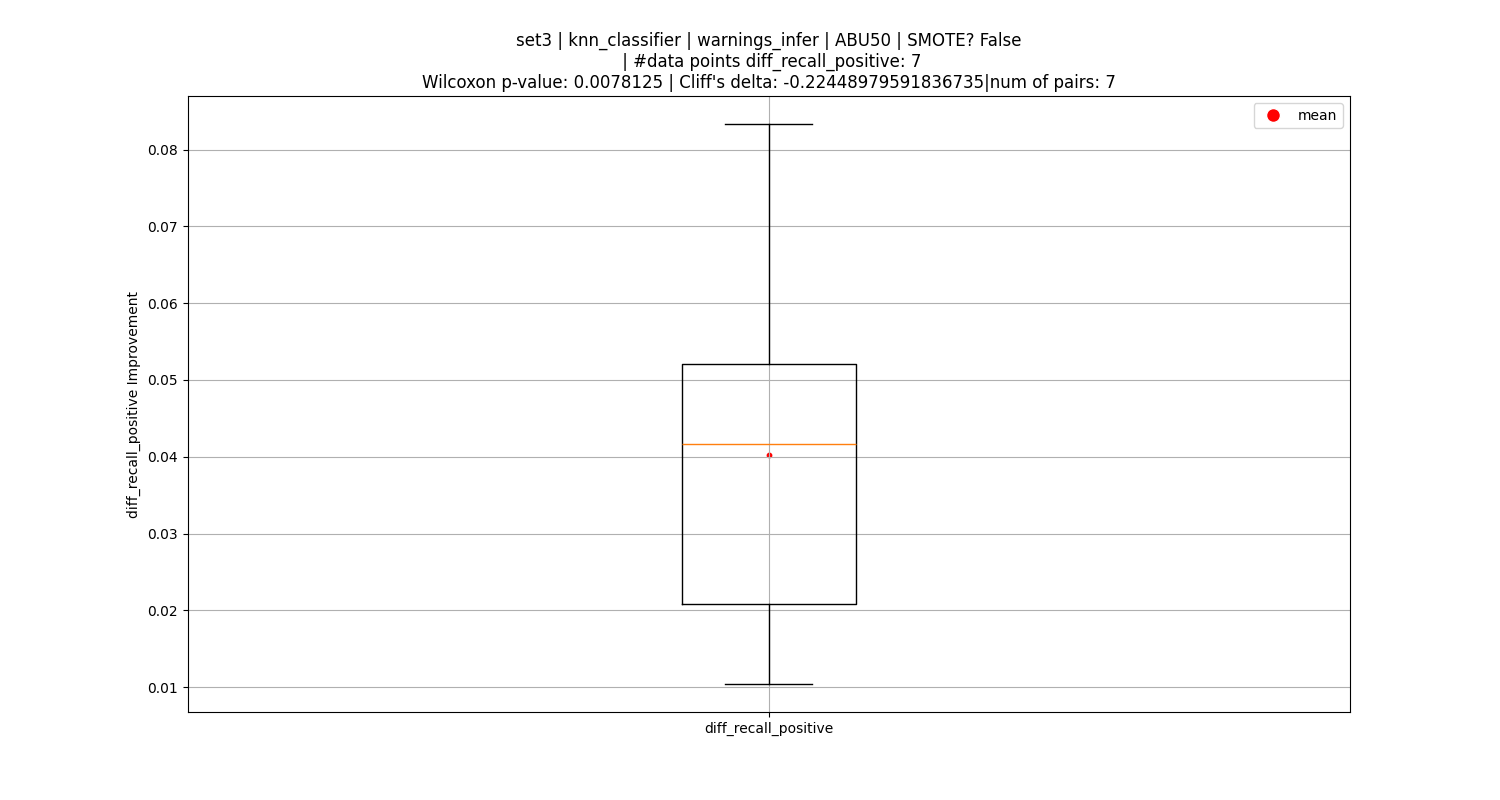 set3 | knn_classifier | warnings_infer | ABU50 | SMOTE? False
| #data points diff_recall_positive: 7
Wilcoxon p-value: 0.0078125 | Cliff's delta: -0.22448979591836735|num of pairs: 7
mean
0.08
0.07
0.06
0.05
0.04
0.03
0.02
0.01
diff_recall_positive Improvement
diff_recall_positive